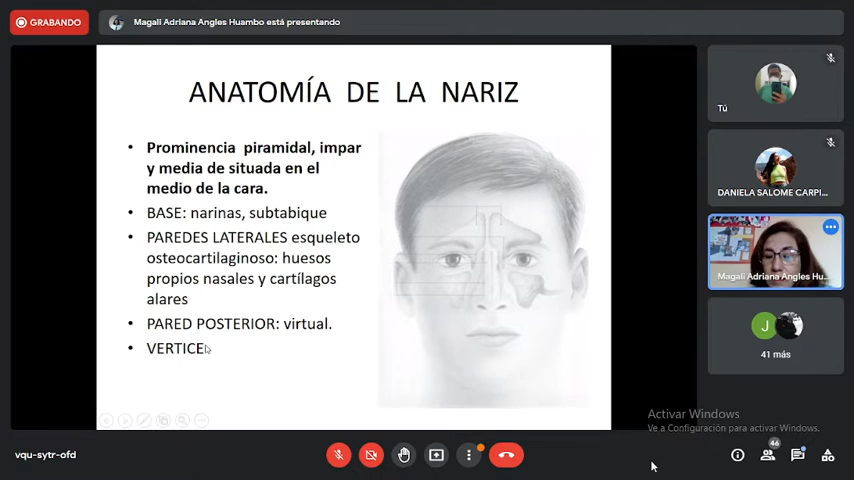 GRABANDO
Magali Adriana Angles Huambo está presentando
ANATOMÍA DE LA NARIZ
• Prominencia piramidal, impar
y media de situada en el
medio de la cara.
• BASE: narinas, subtabique
• PAREDES LATERALES esqueleto
osteocartilaginoso: huesos
propios nasales y cartílagos
alares
• PARED POSTERIOR: virtual.
• VERTICE
Tú
DANIELA SALOME CARPI...
Magali Adriana Angles Hua...
J
41 más
Activar Windows
Ve a Configuración para activar Windows.
vqu-sytr-ofd
46